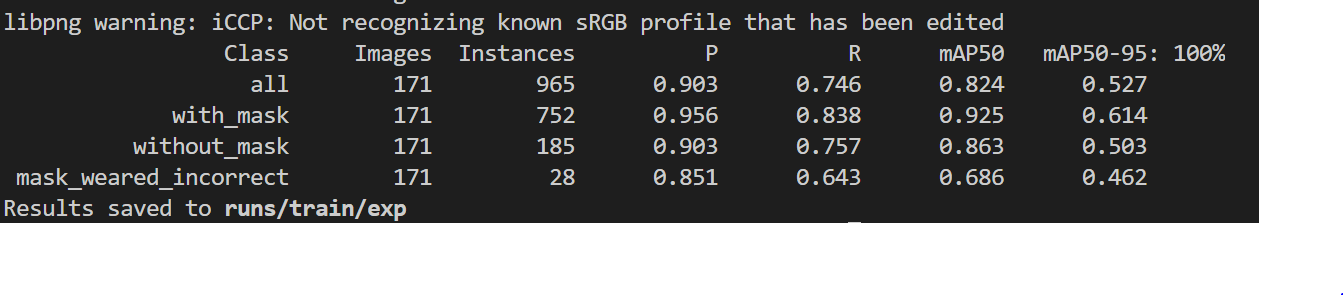 libpng warning: iCCP: Not recognizing known sRGB profile that has been edited
Class Images Instances P R mAP50 mAP50-95: 100%
all 171 965 0.903 0.746 0.824 0.527
with_mask 171 752 0.956 0.838 0.925 0.614
without_mask 171 185 0.903 0.757 0.863 0.503
mask_weared_incorrect 171 28 0.851 0.643 0.686 0.462
Results saved to runs/train/exp